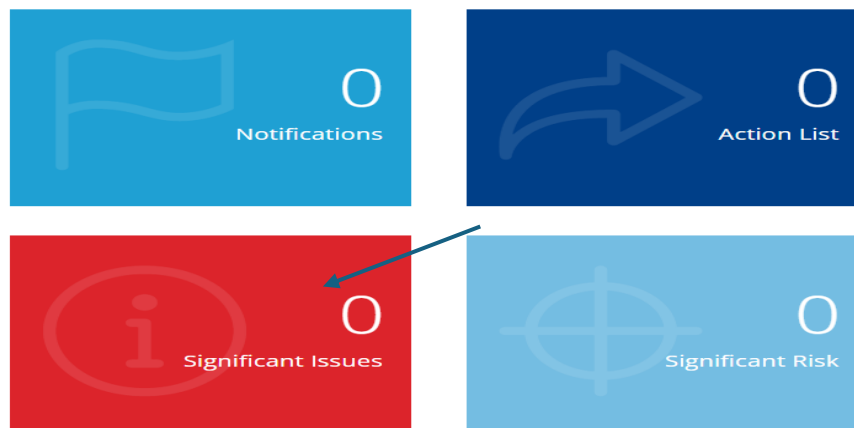 0
Notifications
0
Action List
0
Significant Issues
0
Significant Risk